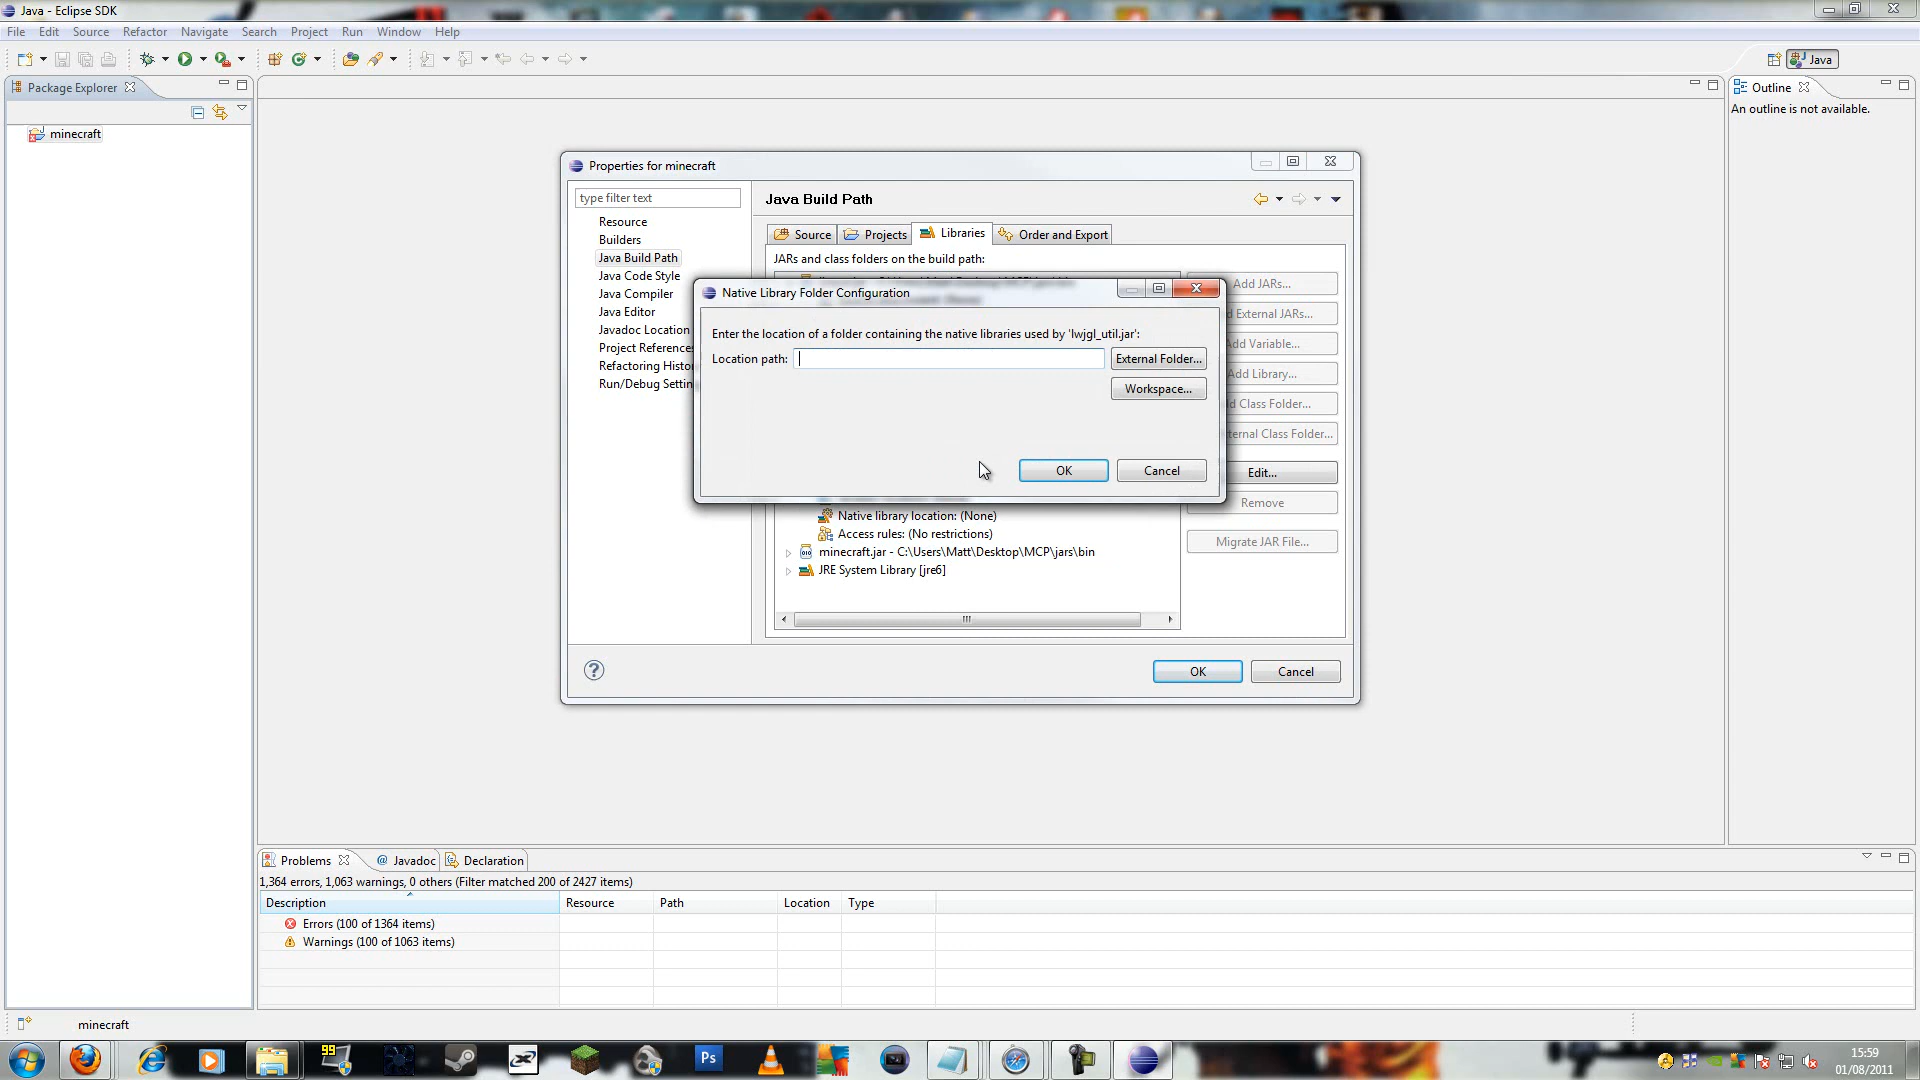 Java - Eclipse SDK
File Edit Source Refactor Navigate Search Project Run Window Help
Java
Package Explorer
minecraft
Outline
An outline is not available.
Properties for minecraft
type filter text
Resource
Builders
Java Build Path
Java Code Style
Java Compiler
Java Editor
Javadoc Location
Project References
Refactoring Histo
Run/Debug Settin
Java Build Path
Source Projects Libraries Order and Export
JARs and class folders on the build path:
Add JARs...
d External JARs...
Add Variable...
Add Library...
d Class Folder...
ternal Class Folder...
Edit...
Remove
Migrate JAR File...
Native Library Folder Configuration
Enter the location of a folder containing the native libraries used by 'lwjgl_util.jar':
Location path:
External Folder...
Workspace...
OK Cancel
Native library location: (None)
Access rules: (No restrictions)
minecraft.jar - C:\Users\Matt\Desktop\MCP\jars\bin
JRE System Library [jre6]
OK Cancel
Problems Javadoc Declaration
1,364 errors, 1,063 warnings, 0 others (Filter matched 200 of 2427 items)
Description Resource Path Location Type
Errors (100 of 1364 items)
Warnings (100 of 1063 items)
minecraft
99
Ps
15:59
01/08/2011